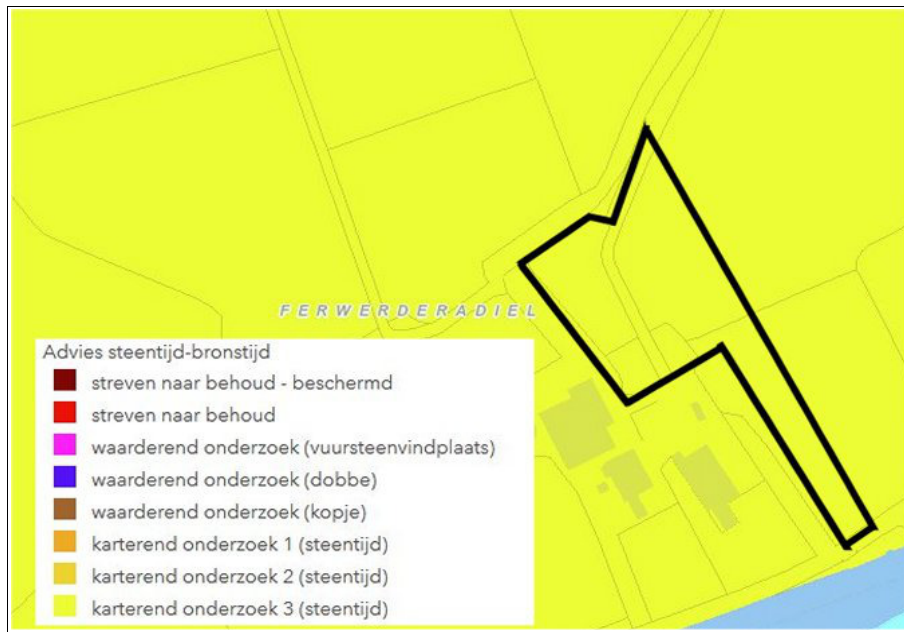 FERWERDERADIEL
Advies steentijd-bronstijd
streven naar behoud - beschermd
streven naar behoud
waarderend onderzoek (vuursteenvindplaats)
waarderend onderzoek (dobbe)
waarderend onderzoek (kopje)
karterend onderzoek 1 (steentijd)
karterend onderzoek 2 (steentijd)
karterend onderzoek 3 (steentijd)